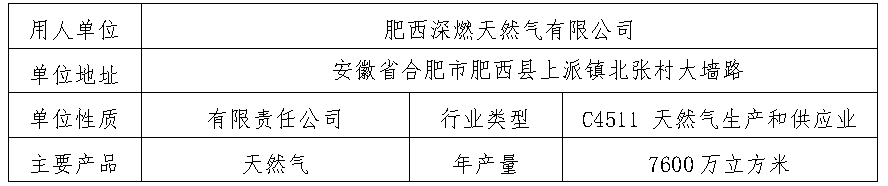 用人单位 肥西深燃天然气有限公司
单位地址 安徽省合肥市肥西县上派镇北张村大墙路
单位性质 有限责任公司 行业类型 C4511 天然气生产和供应业
主要产品 天然气 年产量 7600万立方米